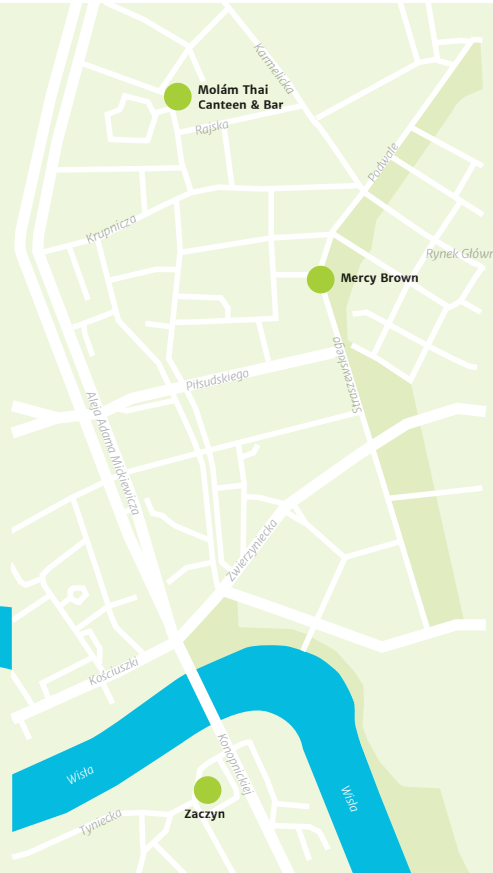 Karmelicka
Molám Thai
Canteen & Bar
Rajska
Podwale
Krupnicza
Rynek Główn
Mercy Brown
Straszewskiego
Piłsudskiego
Aleja Adama Mickiewicza
Zwierzyniecka
Kościuszki
Konopnickiej
Wisła
Wisła
Zaczyn
Tyniecka